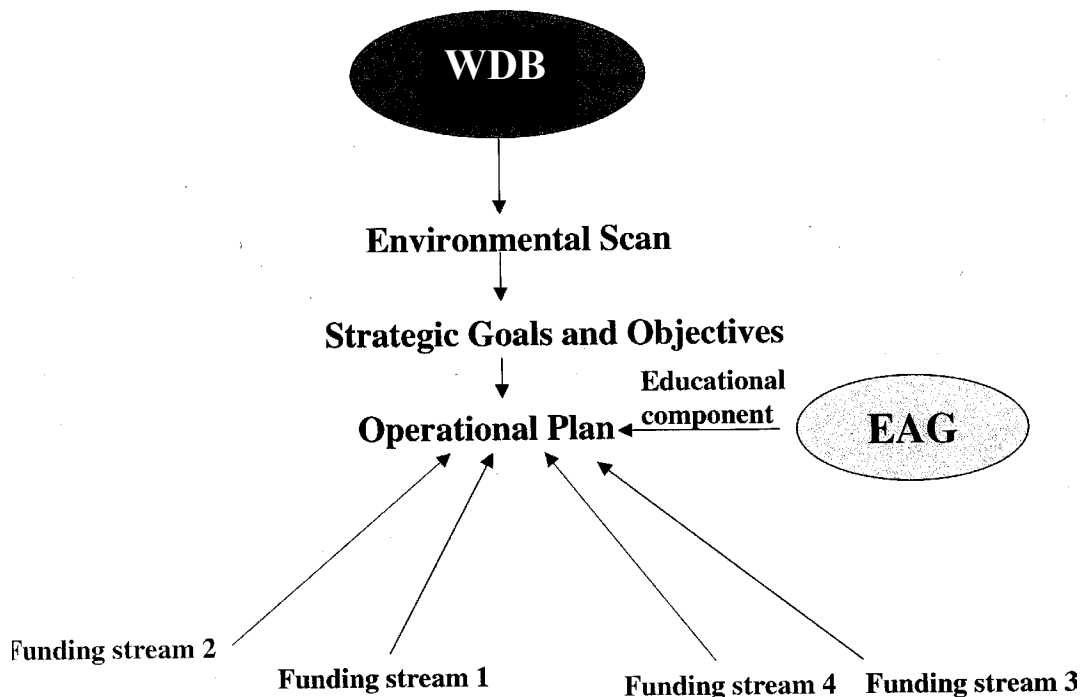 WDB
Environmental Scan
Strategic Goals and Objectives
Educational
component
Operational Plan
EAG
Funding stream 2
Funding stream 1
Funding stream 4
Funding stream 3